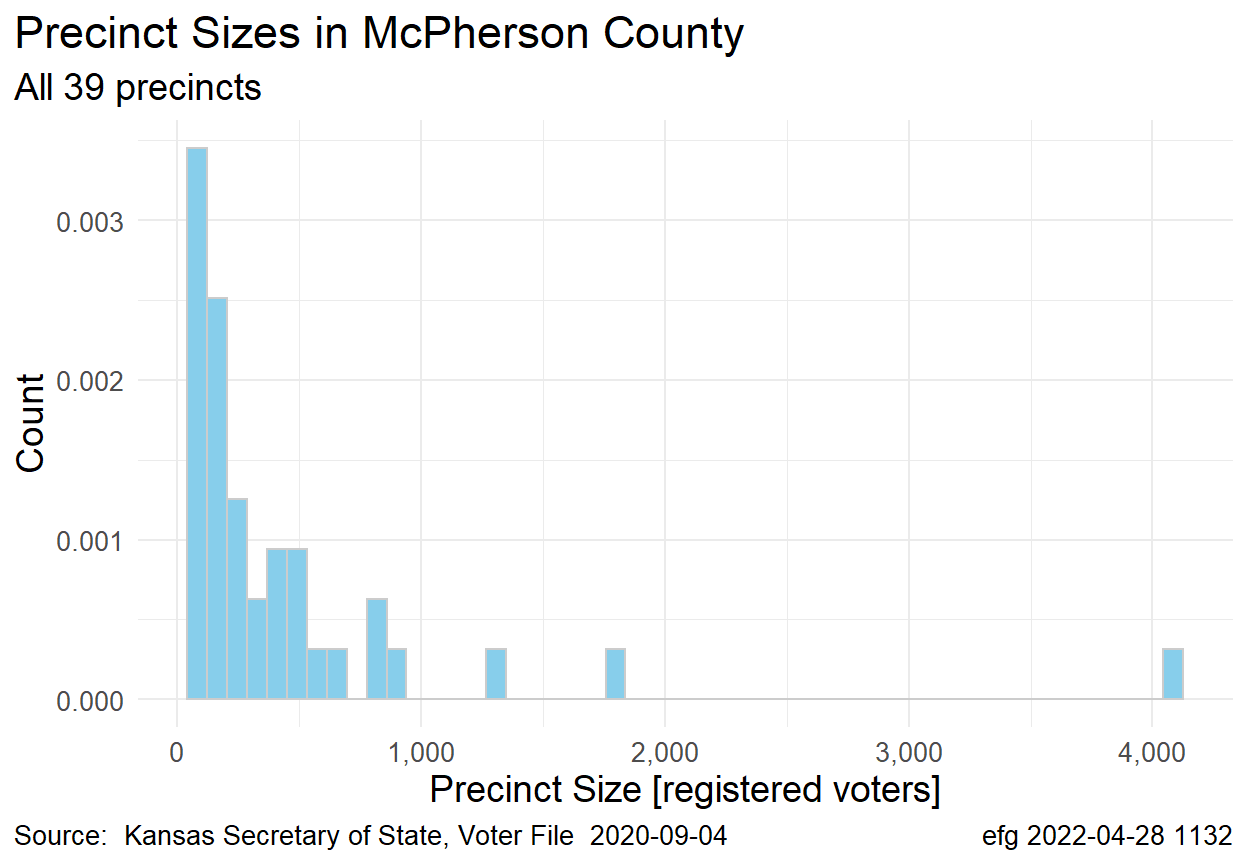 Precinct Sizes in McPherson County
All 39 precincts
0.003
0.002
0.001
0.000
Count
0 1,000 2,000 3,000 4,000
Precinct Size [registered voters]
Source:  Kansas Secretary of State, Voter File  2020-09-04 efg 2022-04-28 1132